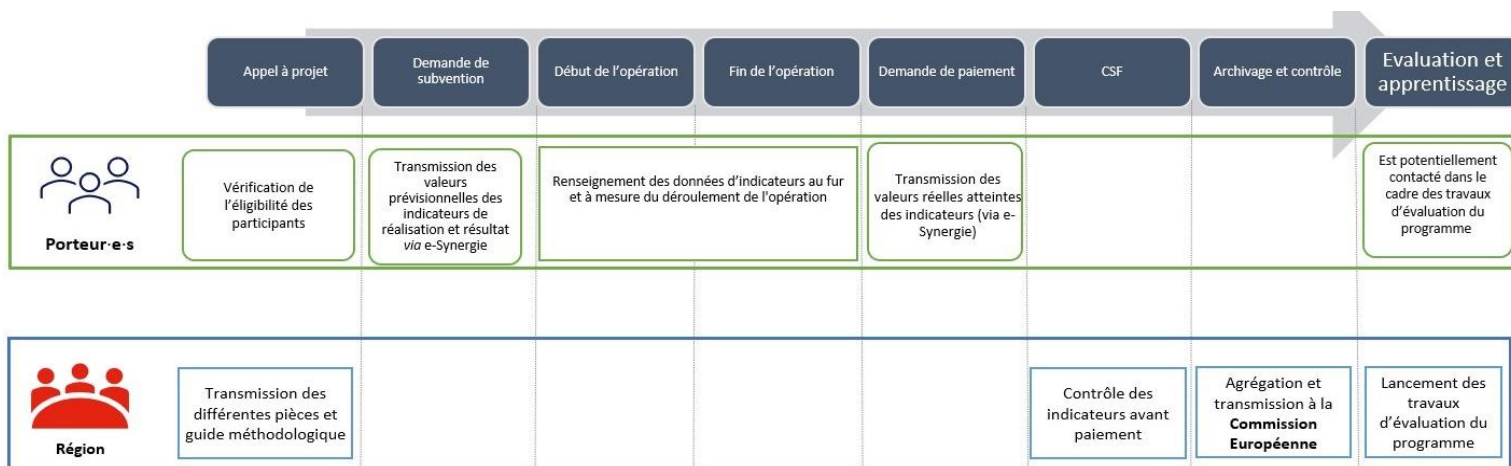 Appel à projet
Demande de
subvention
Début de l'opération
Fin de l'opération
Demande de paiement
CSF
Archivage et contrôle
Evaluation et
apprentissage
Porteur·e·s
Vérification de
l'éligibilité des
participants
Transmission des
valeurs
prévisionnelles des
indicateurs de
réalisation et résultat
via e-Synergie
Renseignement des données d'indicateurs au fur
et à mesure du déroulement de l'opération
Transmission des
valeurs réelles atteintes
des indicateurs (via e-
Synergie)
Est potentiellement
contacté dans le
cadre des travaux
d'évaluation du
programme
Région
Transmission des
différentes pièces et
guide méthodologique
Contrôle des
indicateurs avant
paiement
Agrégation et
transmission à la
Commission
Européenne
Lancement des
travaux
d'évaluation du
programme